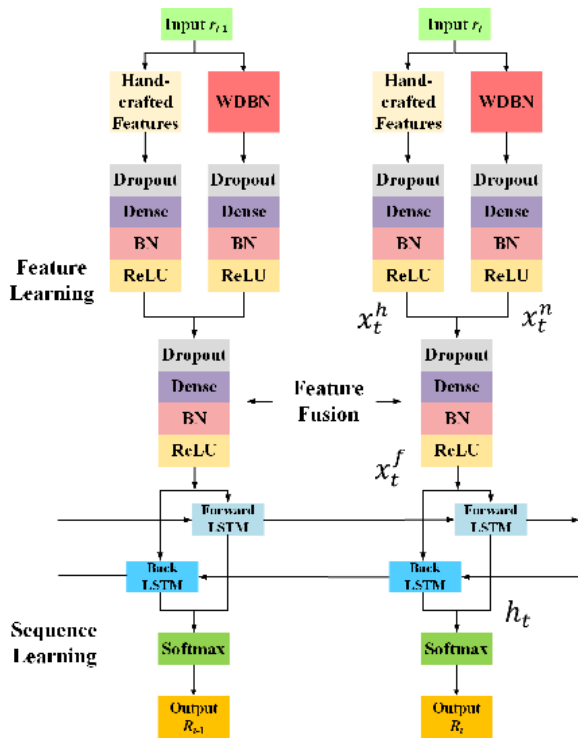 Input r_{t-1}
Input r_t
Hand-
crafted
Features
WDBN
Hand-
crafted
Features
WDBN
Dropout
Dense
BN
ReLU
Dropout
Dense
BN
ReLU
Dropout
Dense
BN
ReLU
Dropout
Dense
BN
ReLU
Feature
Learning
x_t^h
x_t^n
Dropout
Dense
BN
ReLU
Feature
Fusion
Dropout
Dense
BN
ReLU
x_t^f
Forward
LSTM
Forward
LSTM
Back
LSTM
Back
LSTM
h_t
Sequence
Learning
Softmax
Softmax
Output
R_{t-1}
Output
R_t